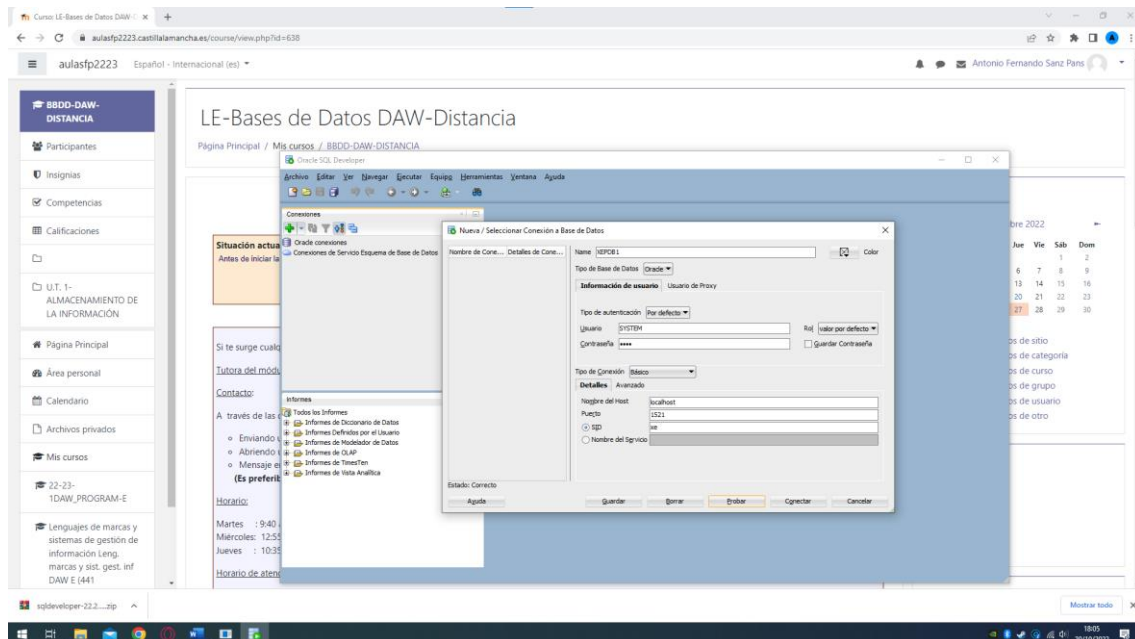 Curso: LE-Bases de Datos DAW-D
aulasfp2223.castillalamancha.es/course/view.php?id=638
aulasfp2223 Español - Internacional (es)
Antonio Fernando Sanz Pans
BBDD-DAW-
DISTANCIA
Participantes
Insignias
Competencias
Calificaciones
U.T. 1-
ALMACENAMIENTO DE
LA INFORMACIÓN
Página Principal
Área personal
Calendario
Archivos privados
Mis cursos
22-23-
1DAW_PROGRAM-E
Lenguajes de marcas y
sistemas de gestión de
información Leng.
marcas y sist. gest. inf
DAW E (441
LE-Bases de Datos DAW-Distancia
Página Principal / Mis cursos / BBDD-DAW-DISTANCIA
Situación actua
Antes de iniciar la
Si te surge cualq
Tutora del módu
Contacto:
A través de las
Enviando
Abriendo
Mensaje e
(Es preferib
Horario:
Martes : 9:40
Miércoles: 12:55
Jueves : 10:35
Horario de aten
Oracle SQL Developer
Archivo Editar Ver Navegar Ejecutar Equipo Herramientas Ventana Ayuda
Conexiones
Oracle conexiones
Conexiones de Servicio Esquema de Base de Datos
Informes
Todos los Informes
Informes de Diccionario de Datos
Informes Definidos por el Usuario
Informes de Modelador de Datos
Informes de OLAP
Informes de TimesTen
Informes de Vista Analítica
Nueva / Seleccionar Conexión a Base de Datos
Nombre de Cone... Detalles de Cone...
Name XEPDB1 Color
Tipo de Base de Datos Oracle
Información de usuario Usuario de Proxy
Tipo de autenticación Por defecto
Usuario SYSTEM Rol valor por defecto
Contraseña •••• Guardar Contraseña
Tipo de Conexión Básico
Detalles Avanzado
Nombre del Host localhost
Puerto 1521
SID xe
Nombre del Servicio
Estado: Correcto
Ayuda Guardar Borrar Probar Conectar Cancelar
bre 2022
Jue Vie Sáb Dom
1 2
6 7 8 9
13 14 15 16
20 21 22 23
27 28 29 30
os de sitio
os de categoría
os de curso
os de grupo
os de usuario
os de otro
sqldeveloper-22.2....zip
Mostrar todo
18:05